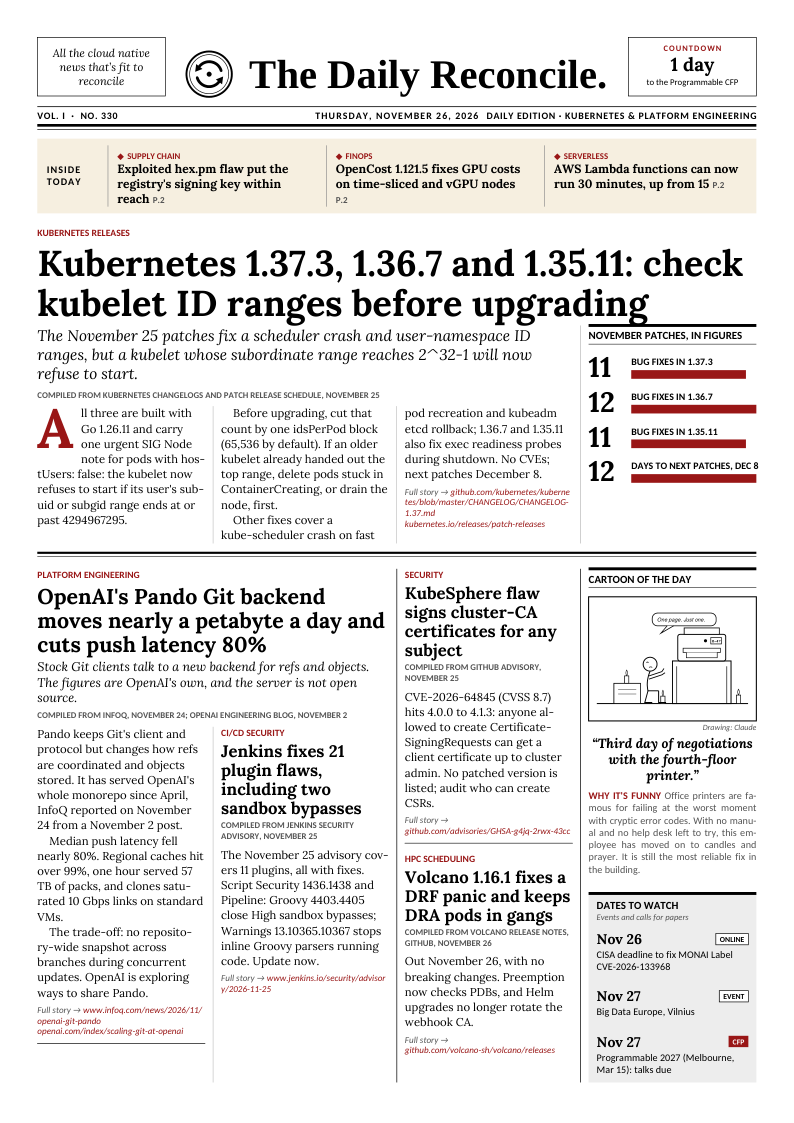 All the cloud native
news that's fit to
reconcile
The Daily Reconcile.
COUNTDOWN
1 day
to the Programmable CFP
VOL. I · NO. 330
THURSDAY, NOVEMBER 26, 2026 DAILY EDITION · KUBERNETES & PLATFORM ENGINEERING
INSIDE
TODAY
◆ SUPPLY CHAIN
Exploited hex.pm flaw put the
registry's signing key within
reach P.2
◆ FINOPS
OpenCost 1.121.5 fixes GPU costs
on time-sliced and vGPU nodes
P.2
◆ SERVERLESS
AWS Lambda functions can now
run 30 minutes, up from 15 P.2
KUBERNETES RELEASES
Kubernetes 1.37.3, 1.36.7 and 1.35.11: check
kubelet ID ranges before upgrading
The November 25 patches fix a scheduler crash and user-namespace ID
ranges, but a kubelet whose subordinate range reaches 2^32-1 will now
refuse to start.
COMPILED FROM KUBERNETES CHANGELOGS AND PATCH RELEASE SCHEDULE, NOVEMBER 25
All three are built with
Go 1.26.11 and carry
one urgent SIG Node
note for pods with hos-
tUsers: false: the kubelet now
refuses to start if its user's sub-
uid or subgid range ends at or
past 4294967295.
Before upgrading, cut that
count by one idsPerPod block
(65,536 by default). If an older
kubelet already handed out the
top range, delete pods stuck in
ContainerCreating, or drain the
node, first.
Other fixes cover a
kube-scheduler crash on fast
pod recreation and kubeadm
etcd rollback; 1.36.7 and 1.35.11
also fix exec readiness probes
during shutdown. No CVEs;
next patches December 8.
Full story → github.com/kubernetes/kuberne
tes/blob/master/CHANGELOG/CHANGELOG-
1.37.md
kubernetes.io/releases/patch-releases
NOVEMBER PATCHES, IN FIGURES
11 BUG FIXES IN 1.37.3
12 BUG FIXES IN 1.36.7
11 BUG FIXES IN 1.35.11
12 DAYS TO NEXT PATCHES, DEC 8
PLATFORM ENGINEERING
OpenAI's Pando Git backend
moves nearly a petabyte a day and
cuts push latency 80%
Stock Git clients talk to a new backend for refs and objects.
The figures are OpenAI's own, and the server is not open
source.
COMPILED FROM INFOQ, NOVEMBER 24; OPENAI ENGINEERING BLOG, NOVEMBER 2
Pando keeps Git's client and
protocol but changes how refs
are coordinated and objects
stored. It has served OpenAI's
whole monorepo since April,
InfoQ reported on November
24 from a November 2 post.
Median push latency fell
nearly 80%. Regional caches hit
over 99%, one hour served 57
TB of packs, and clones satu-
rated 10 Gbps links on standard
VMs.
The trade-off: no reposito-
ry-wide snapshot across
branches during concurrent
updates. OpenAI is exploring
ways to share Pando.
Full story → www.infoq.com/news/2026/11/
openai-git-pando
openai.com/index/scaling-git-at-openai
CI/CD SECURITY
Jenkins fixes 21
plugin flaws,
including two
sandbox bypasses
COMPILED FROM JENKINS SECURITY
ADVISORY, NOVEMBER 25
The November 25 advisory cov-
ers 11 plugins, all with fixes.
Script Security 1436.1438 and
Pipeline: Groovy 4403.4405
close High sandbox bypasses;
Warnings 13.10365.10367 stops
inline Groovy parsers running
code. Update now.
Full story → www.jenkins.io/security/advisor
y/2026-11-25
SECURITY
KubeSphere flaw
signs cluster-CA
certificates for any
subject
COMPILED FROM GITHUB ADVISORY,
NOVEMBER 25
CVE-2026-64845 (CVSS 8.7)
hits 4.0.0 to 4.1.3: anyone al-
lowed to create Certificate-
SigningRequests can get a
client certificate up to cluster
admin. No patched version is
listed; audit who can create
CSRs.
Full story →
github.com/advisories/GHSA-g4jq-2rwx-43cc
HPC SCHEDULING
Volcano 1.16.1 fixes a
DRF panic and keeps
DRA pods in gangs
COMPILED FROM VOLCANO RELEASE NOTES,
GITHUB, NOVEMBER 26
Out November 26, with no
breaking changes. Preemption
now checks PDBs, and Helm
upgrades no longer rotate the
webhook CA.
Full story →
github.com/volcano-sh/volcano/releases
CARTOON OF THE DAY
One page. Just one.
Drawing: Claude
“Third day of negotiations
with the fourth-floor
printer.”
WHY IT'S FUNNY Office printers are fa-
mous for failing at the worst moment
with cryptic error codes. With no manu-
al and no help desk left to try, this em-
ployee has moved on to candles and
prayer. It is still the most reliable fix in
the building.
DATES TO WATCH
Events and calls for papers
Nov 26 ONLINE
CISA deadline to fix MONAI Label
CVE-2026-133968
Nov 27 EVENT
Big Data Europe, Vilnius
Nov 27 CFP
Programmable 2027 (Melbourne,
Mar 15): talks due